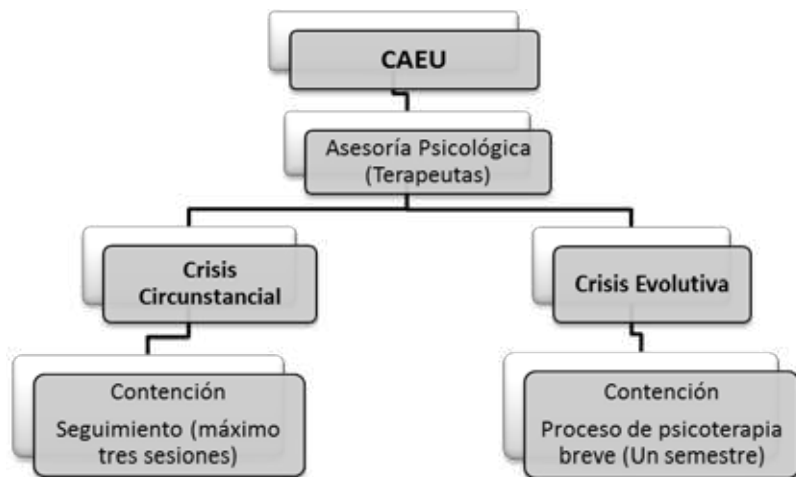 CAEU
Asesoría Psicológica
(Terapeutas)
Crisis
Circunstancial
Crisis Evolutiva
Contención
Seguimiento (máximo
tres sesiones)
Contención
Proceso de psicoterapia
breve (Un semestre)